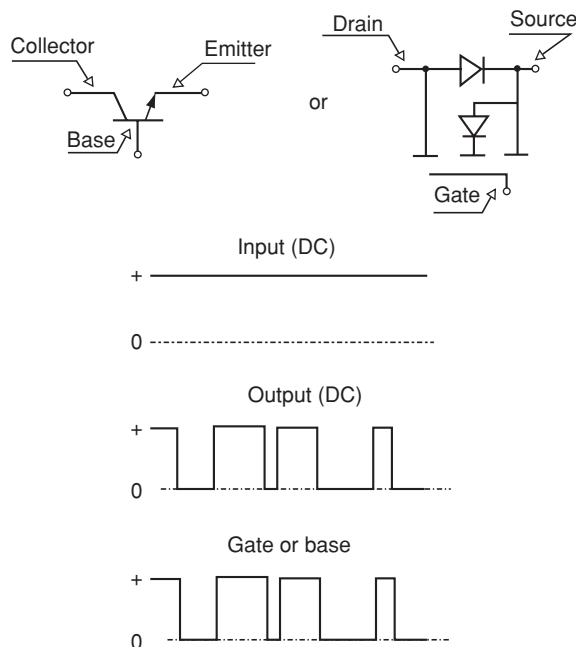 Collector
Emitter
Base
or
Drain
Source
Gate
Input (DC)
+
0
Output (DC)
+
0
Gate or base
+
0